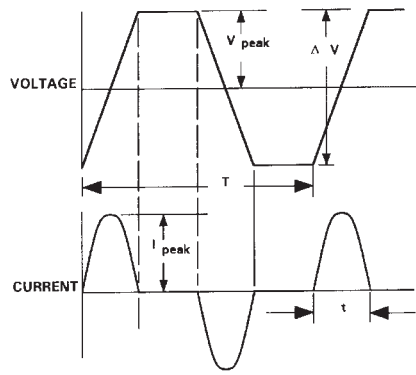 V peak
Δ V
VOLTAGE
T
I peak
CURRENT
t